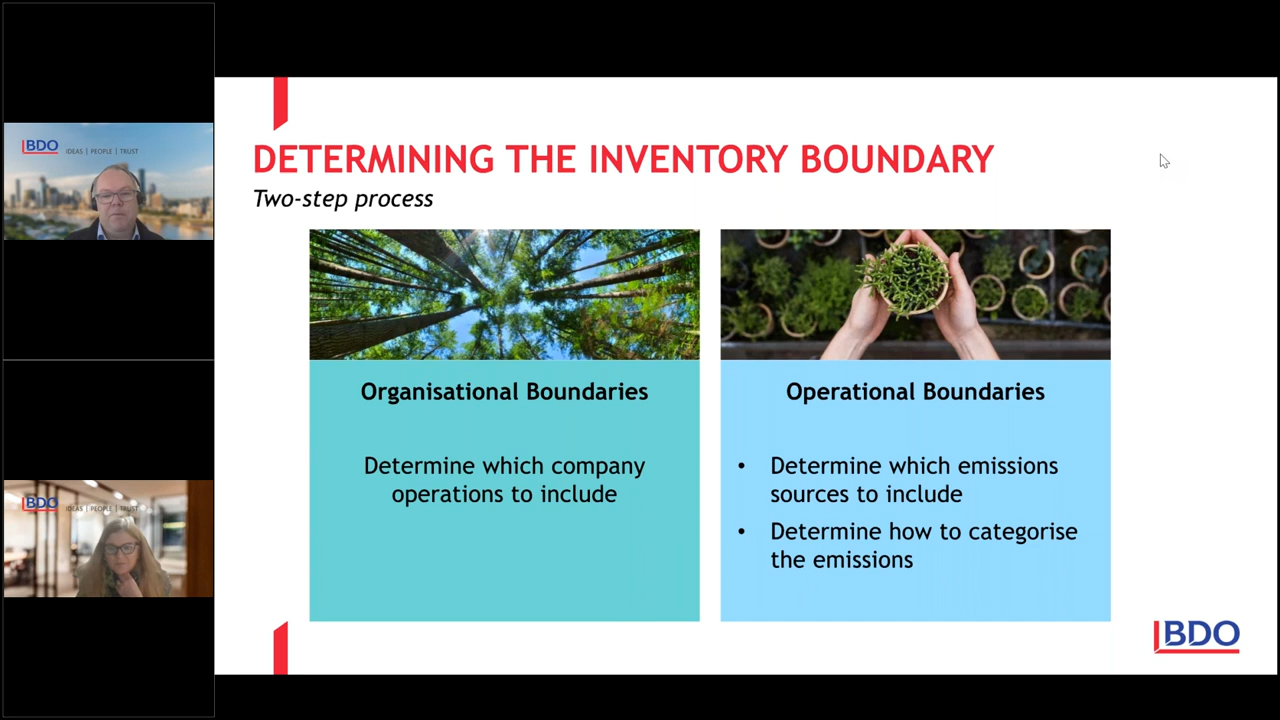 BDO
IDEAS | PEOPLE | TRUST
BDO
IDEAS | PEOPLE | TRUST
DETERMINING THE INVENTORY BOUNDARY
Two-step process
Organisational Boundaries
Determine which company
operations to include
Operational Boundaries
• Determine which emissions
sources to include
• Determine how to categorise
the emissions
BDO